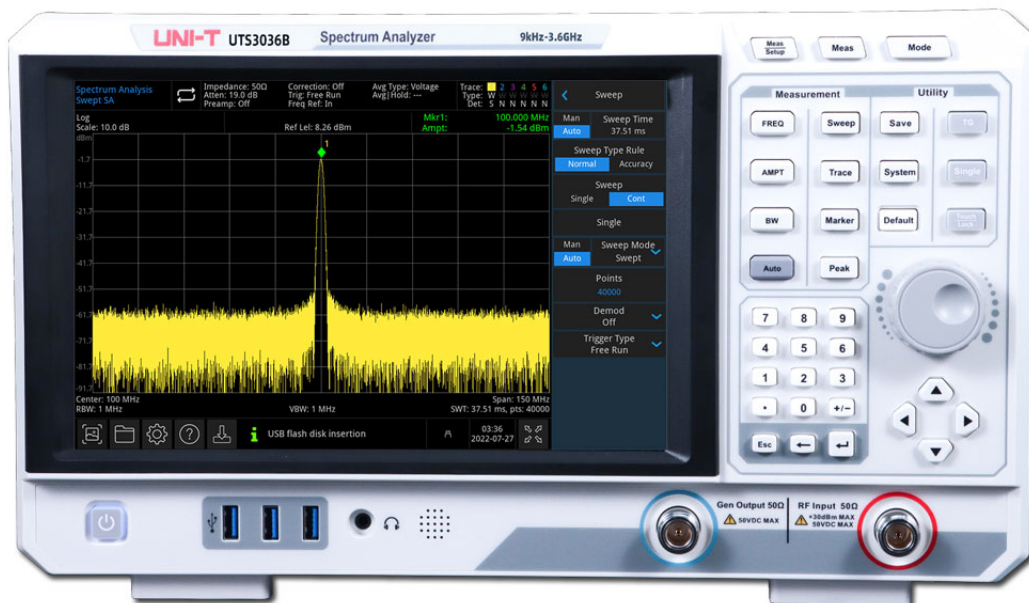 UNI-T UTS3036B Spectrum Analyzer 9kHz-3.6GHz
Spectrum Analysis
Swept SA
Impedance: 50Ω
Atten: 19.0 dB
Preamp: Off
Correction: Off
Trig: Free Run
Freq Ref: In
Avg Type: Voltage
Avg|Hold: ---
Trace: 2 3 4 5 6
Type: W W W W W W
Det: S N N N N N
Log
Scale: 10.0 dB
Ref Lel: 8.26 dBm
Mkr1: 100.000 MHz
Ampt: -1.54 dBm
dBm
1
-1.7
-11.7
-21.7
-31.7
-41.7
-51.7
-61.7
-71.7
-81.7
-91.7
Center: 100 MHz
Span: 150 MHz
RBW: 1 MHz
VBW: 1 MHz
SWT: 37.51 ms, pts: 40000
USB flash disk insertion
03:36
2022-07-27
Sweep
Man
Auto
Sweep Time
37.51 ms
Sweep Type Rule
Normal Accuracy
Sweep
Single Cont
Single
Man
Auto
Sweep Mode
Swept
Points
40000
Demod
Off
Trigger Type
Free Run
Meas
Setup
Meas
Mode
Measurement
Utility
FREQ
Sweep
Save
TG
AMPT
Trace
System
Single
BW
Marker
Default
Touch
Lock
Auto
Peak
7 8 9
4 5 6
1 2 3
. 0 +/−
Esc
Gen Output 50Ω
50VDC MAX
RF Input 50Ω
+30dBm MAX
50VDC MAX